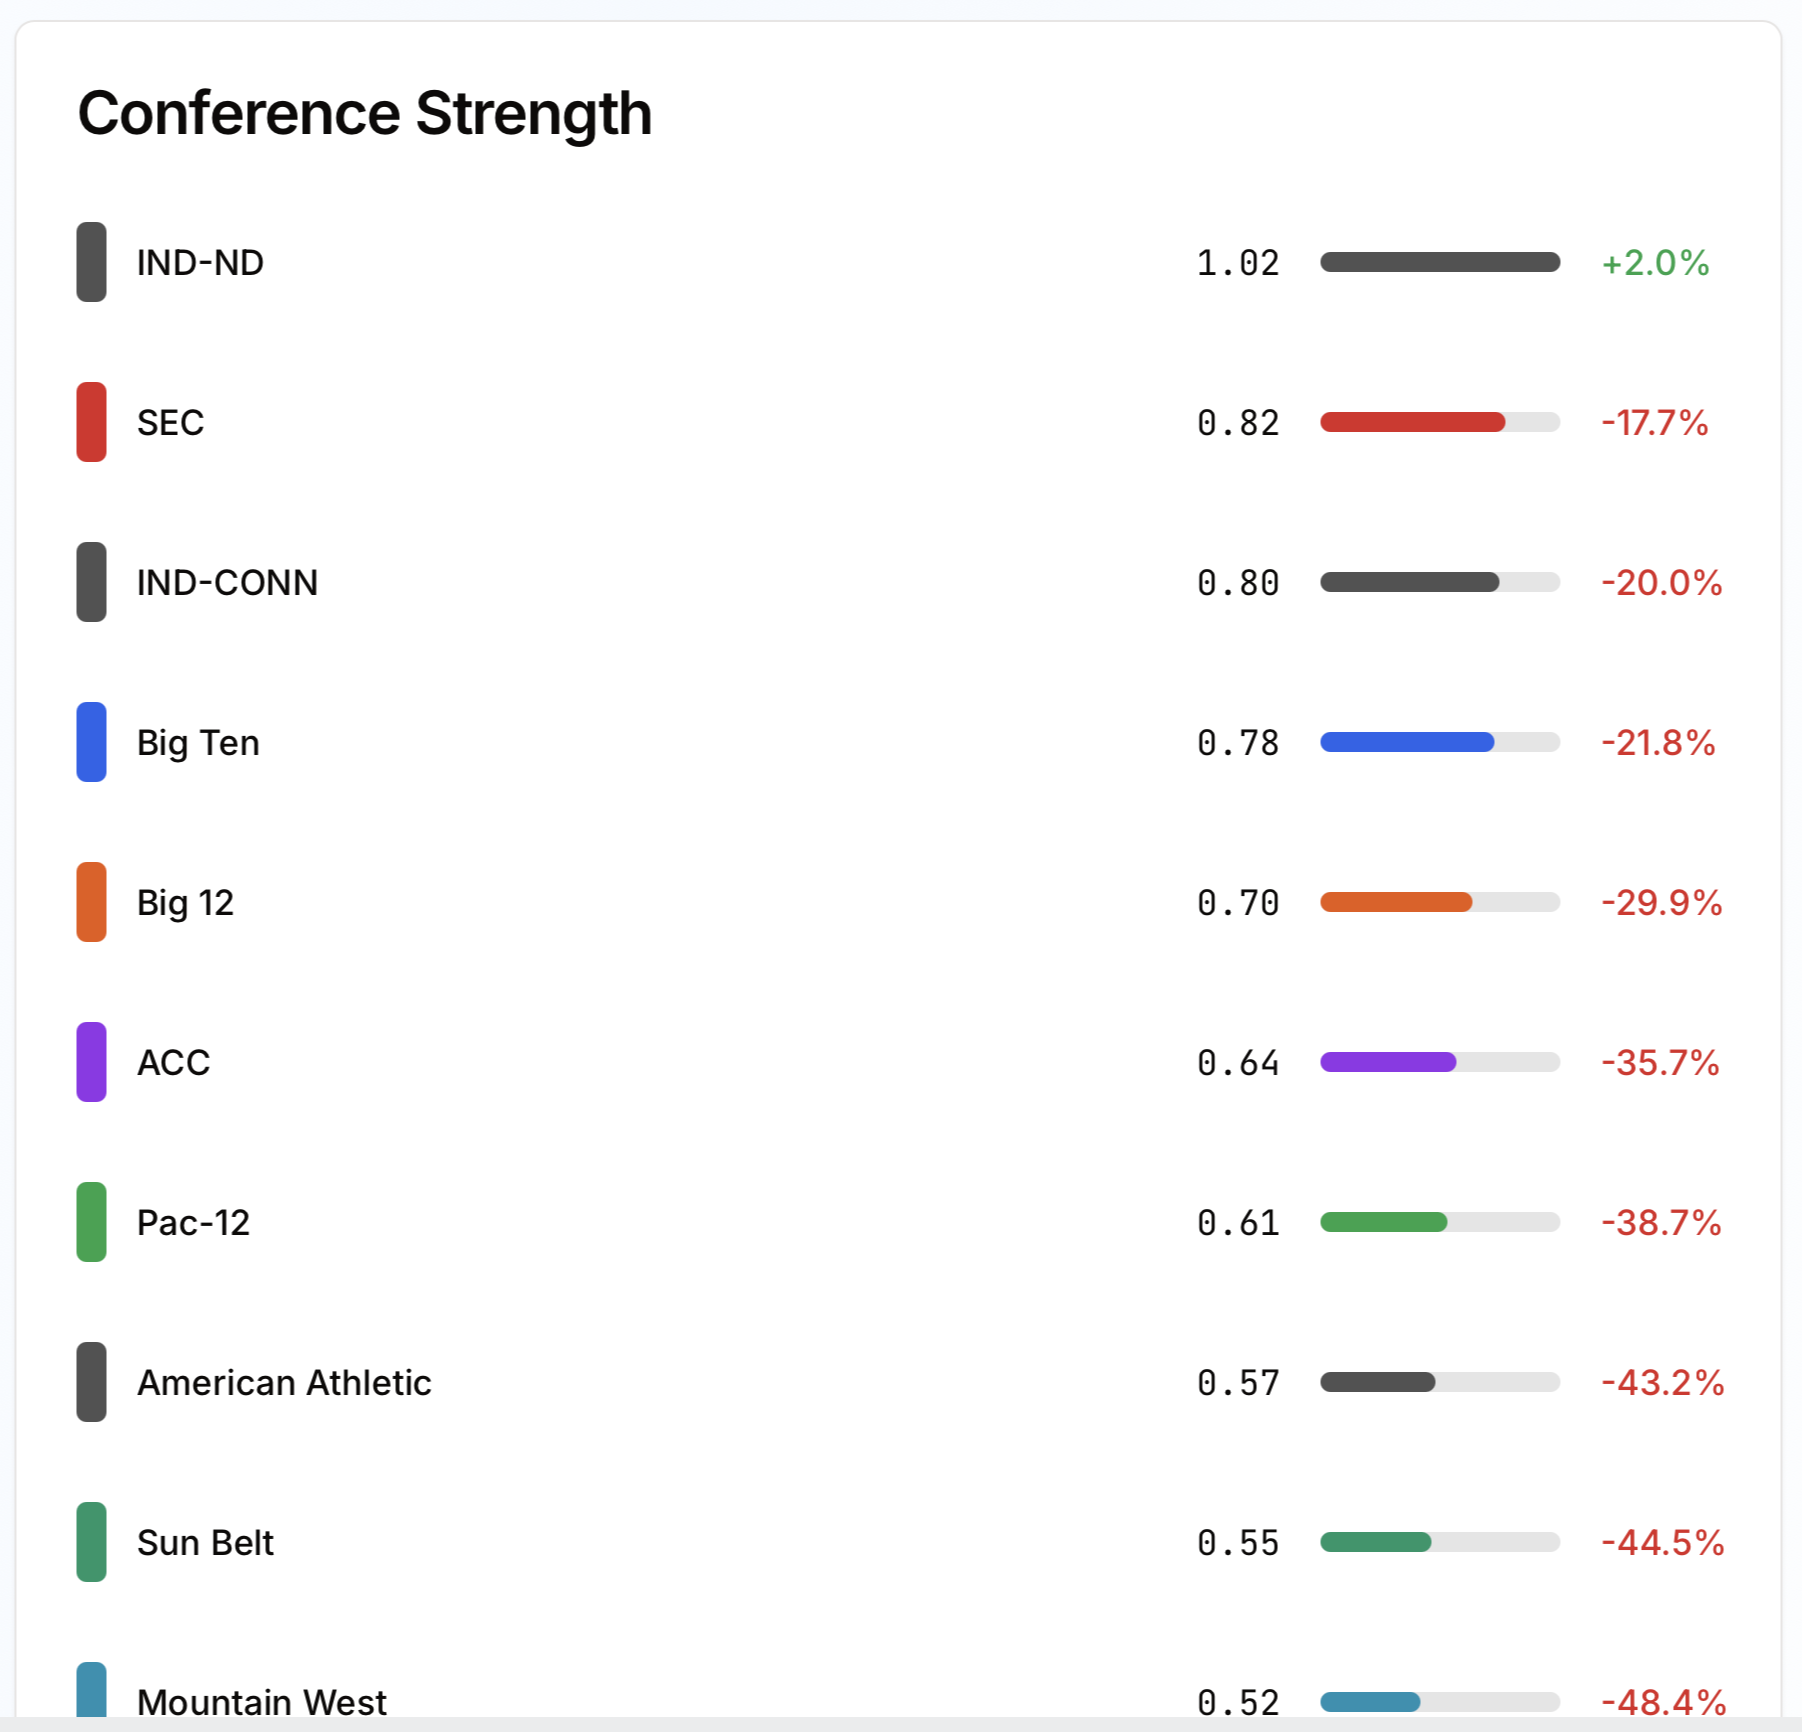 Conference Strength
IND-ND 1.02 +2.0%
SEC 0.82 -17.7%
IND-CONN 0.80 -20.0%
Big Ten 0.78 -21.8%
Big 12 0.70 -29.9%
ACC 0.64 -35.7%
Pac-12 0.61 -38.7%
American Athletic 0.57 -43.2%
Sun Belt 0.55 -44.5%
Mountain West 0.52 -48.4%